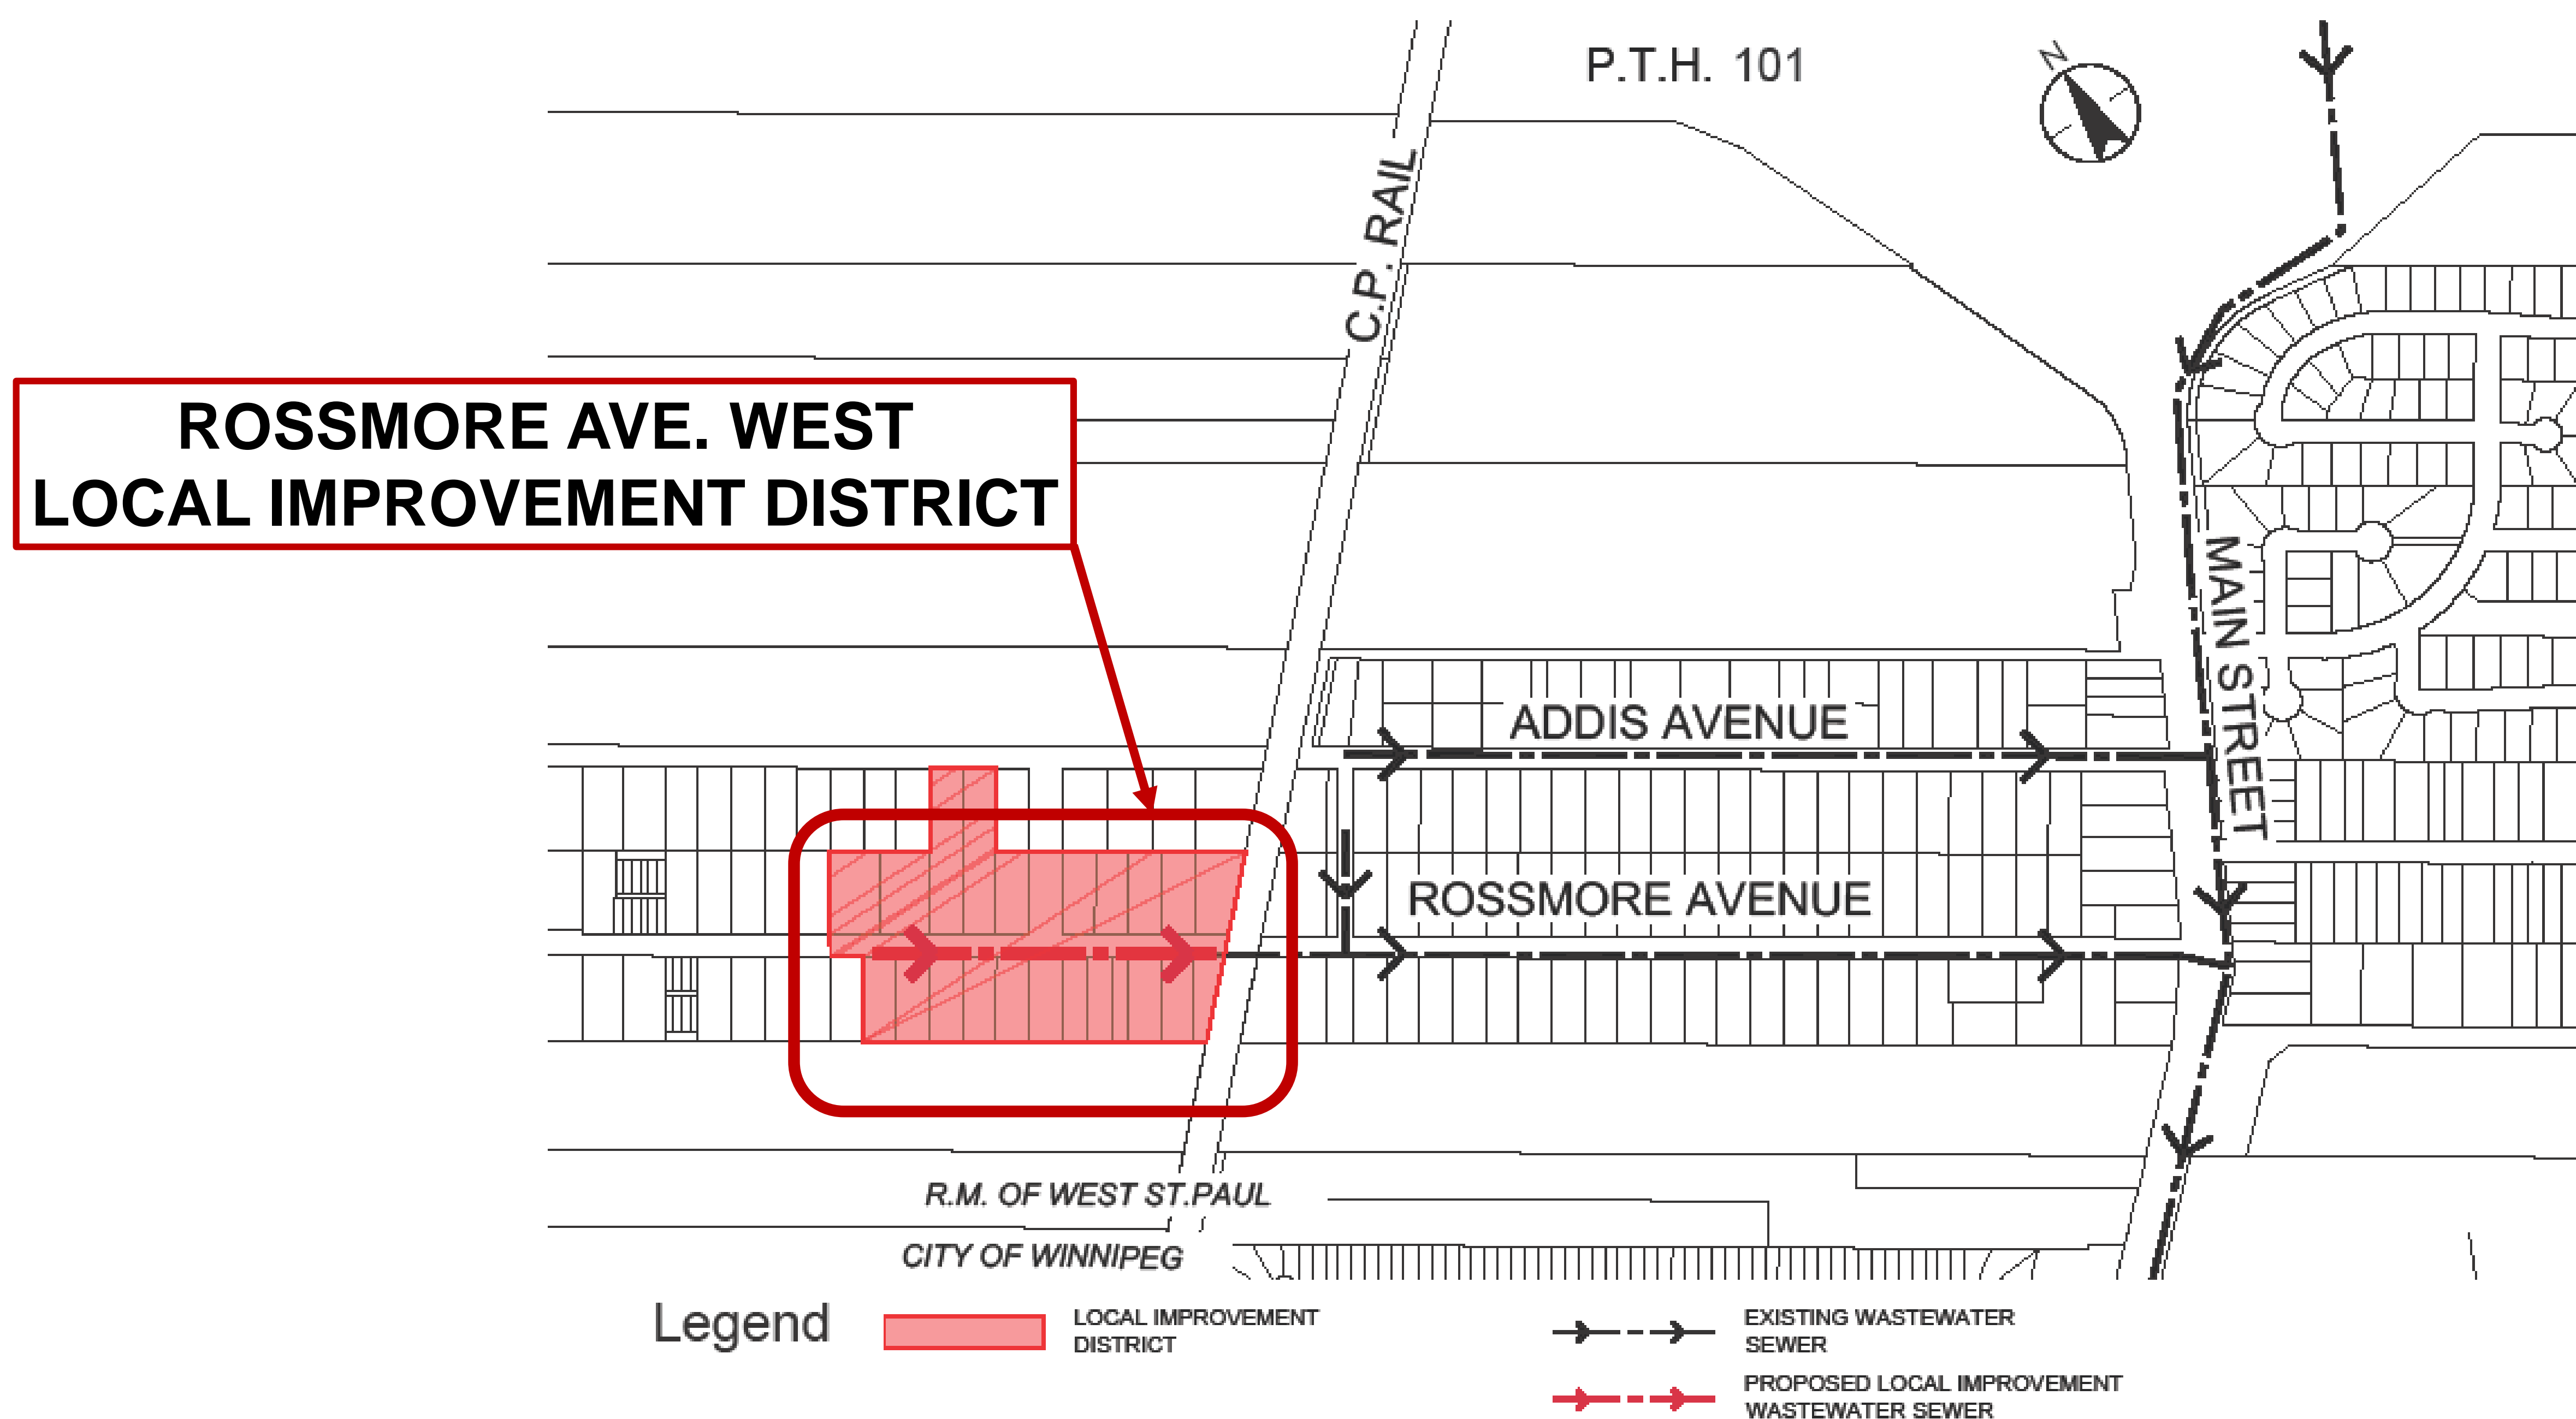 P.T.H. 101
N
C.P. RAIL
ROSSMORE AVE. WEST
LOCAL IMPROVEMENT DISTRICT
MAIN STREET
ADDIS AVENUE
ROSSMORE AVENUE
R.M. OF WEST ST.PAUL
CITY OF WINNIPEG
Legend
LOCAL IMPROVEMENT
DISTRICT
EXISTING WASTEWATER
SEWER
PROPOSED LOCAL IMPROVEMENT
WASTEWATER SEWER